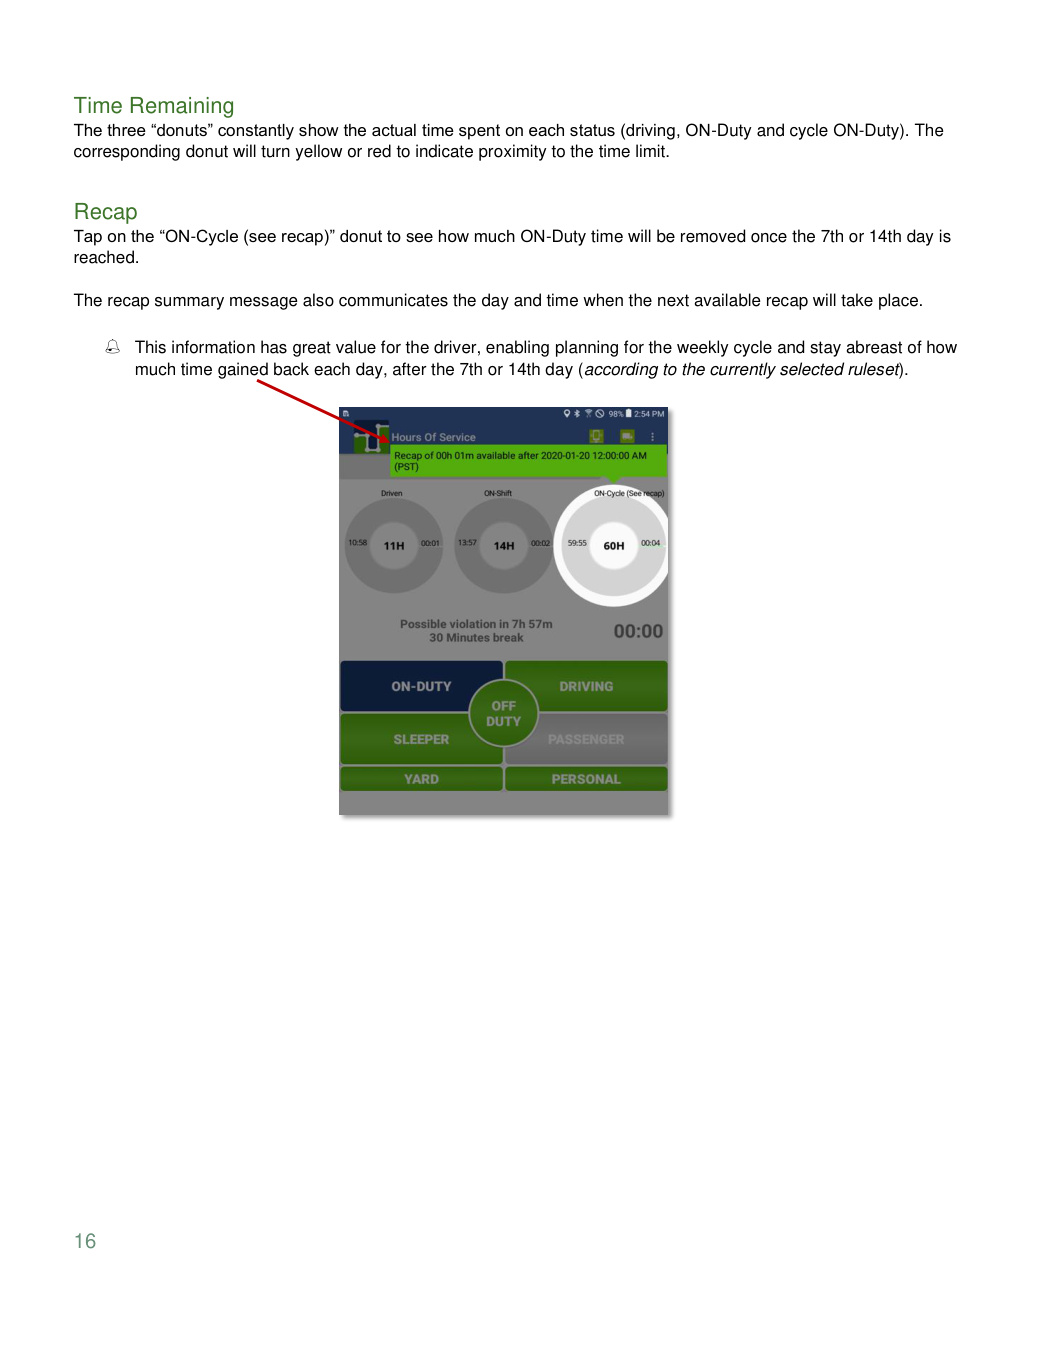 Time Remaining
The three “donuts” constantly show the actual time spent on each status (driving, ON-Duty and cycle ON-Duty). The
corresponding donut will turn yellow or red to indicate proximity to the time limit.
Recap
Tap on the “ON-Cycle (see recap)” donut to see how much ON-Duty time will be removed once the 7th or 14th day is
reached.
The recap summary message also communicates the day and time when the next available recap will take place.
This information has great value for the driver, enabling planning for the weekly cycle and stay abreast of how
much time gained back each day, after the 7th or 14th day (according to the currently selected ruleset).
98% 2:54 PM
Hours Of Service
Recap of 00h 01m available after 2020-01-20 12:00:00 AM
(PST)
Driven ON-Shift ON-Cycle (See recap)
10:58 11H 00:01 13:57 14H 00:02 59:55 60H 00:04
Possible violation in 7h 57m
30 Minutes break
00:00
ON-DUTY DRIVING
OFF
DUTY
SLEEPER PASSENGER
YARD PERSONAL
16